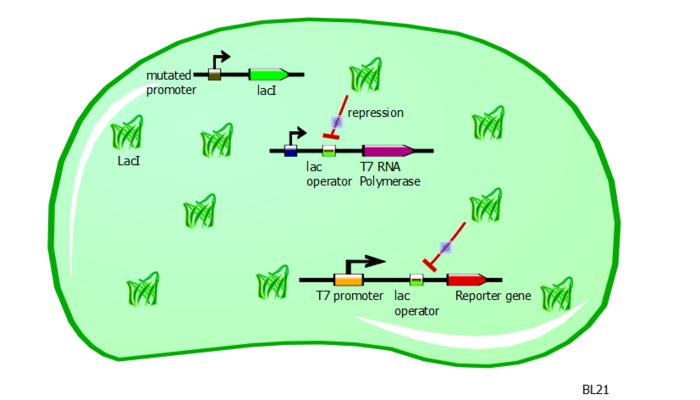 mutated
promoter
lacI
repression
LacI
lac
operator
T7 RNA
Polymerase
T7 promoter
lac
operator
Reporter gene
BL21